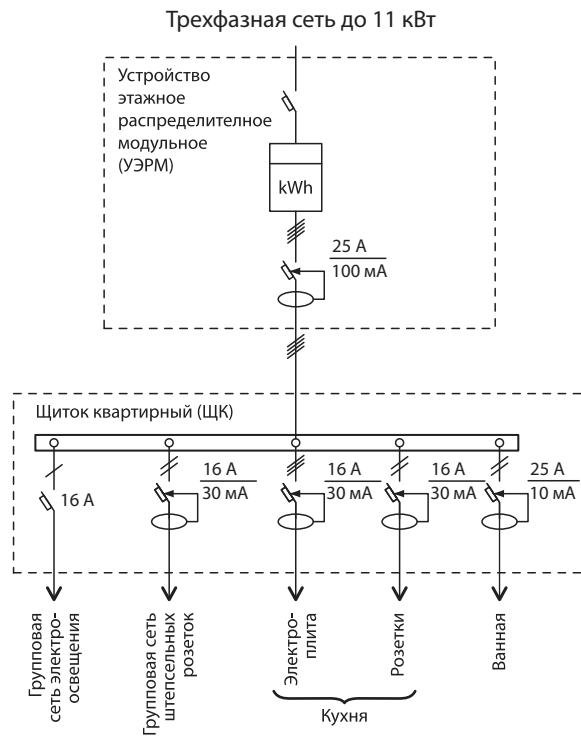 Трехфазная сеть до 11 кВт
Устройство
этажное
распределителное
модульное
(УЭРМ)
kWh
25 А
100 мА
Щиток квартирный (ЩК)
16 А
16 А
30 мА
16 А
30 мА
16 А
30 мА
25 А
10 мА
Групповая
сеть электро-
освещения
Групповая сеть
штепсельных
розеток
Электро-
плита
Розетки
Ванная
Кухня